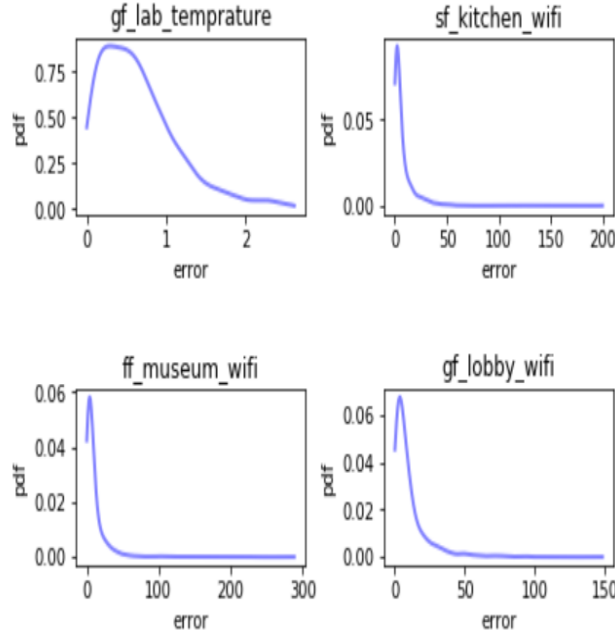 gf_lab_temprature
sf_kitchen_wifi
0.75
0.50
0.25
0.00
pdf
0 1 2
error
0.05
0.00
pdf
0 50 100 150 200
error
ff_museum_wifi
gf_lobby_wifi
0.06
0.04
0.02
0.00
pdf
0 100 200 300
error
0.06
0.04
0.02
0.00
pdf
0 50 100 150
error